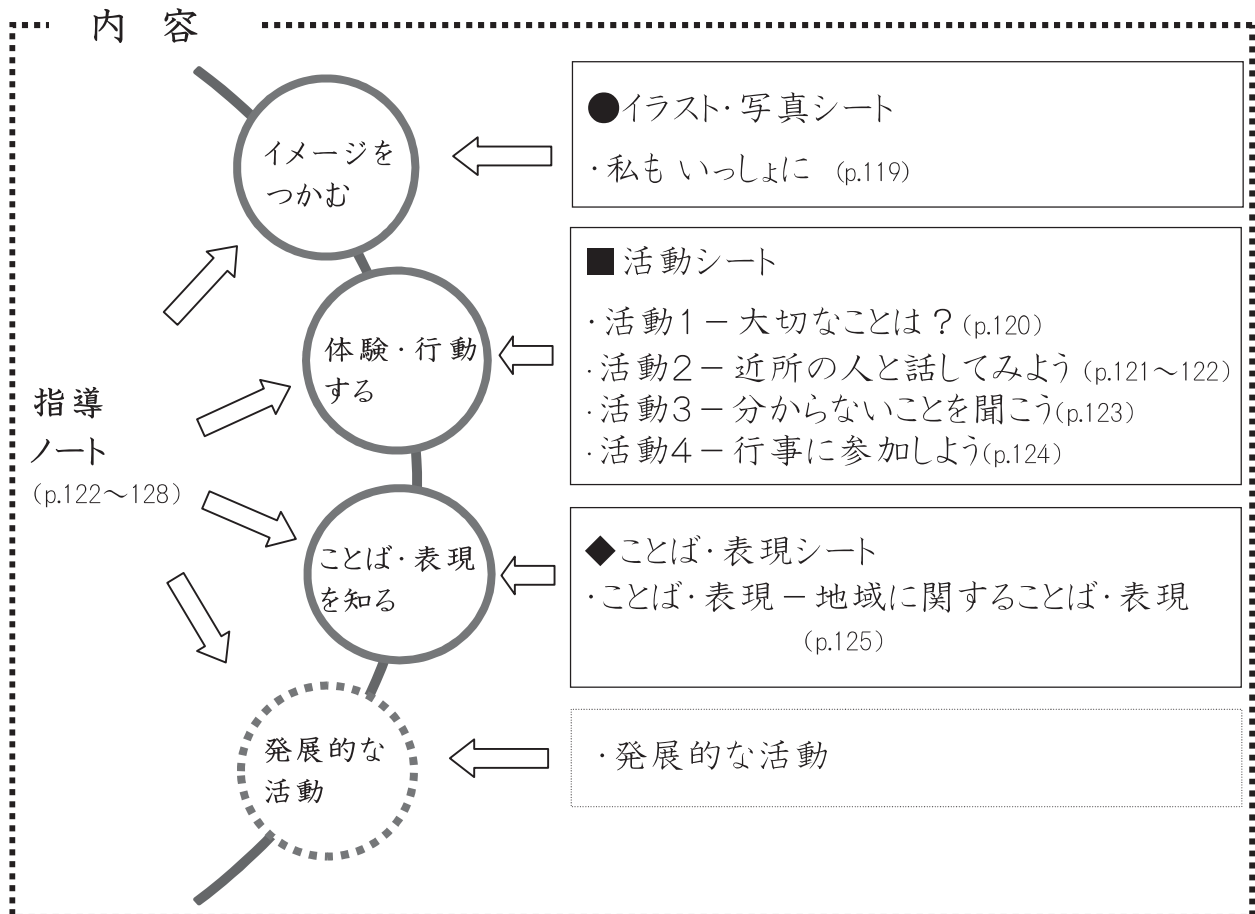 内 容
イメージを
つかむ
●イラスト・写真シート
・私も いっしょに (p.119)
体験・行動
する
■活動シート
・活動1－大切なことは？(p.120)
・活動2－近所の人と話してみよう (p.121～122)
・活動3－分からないことを聞こう(p.123)
・活動4－行事に参加しよう(p.124)
指導
ノート
(p.122～128)
ことば・表現
を知る
◆ことば・表現シート
・ことば・表現－地域に関することば・表現
(p.125)
発展的な
活動
・発展的な活動